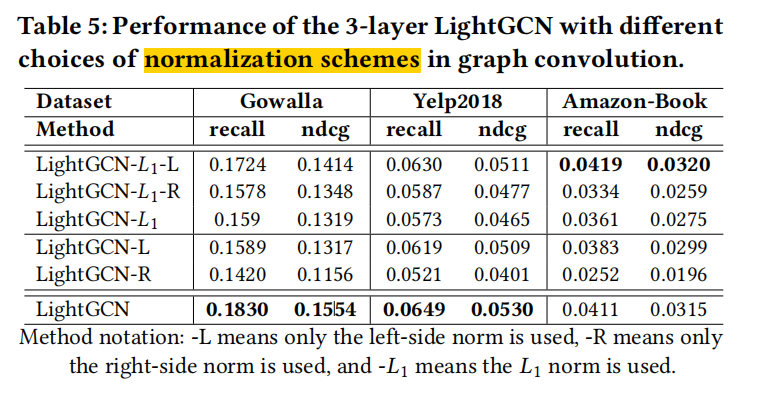 Table 5: Performance of the 3-layer LightGCN with different
choices of normalization schemes in graph convolution.
Dataset Gowalla Yelp2018 Amazon-Book
Method recall ndcg recall ndcg recall ndcg
LightGCN-L1-L 0.1724 0.1414 0.0630 0.0511 0.0419 0.0320
LightGCN-L1-R 0.1578 0.1348 0.0587 0.0477 0.0334 0.0259
LightGCN-L1 0.159 0.1319 0.0573 0.0465 0.0361 0.0275
LightGCN-L 0.1589 0.1317 0.0619 0.0509 0.0383 0.0299
LightGCN-R 0.1420 0.1156 0.0521 0.0401 0.0252 0.0196
LightGCN 0.1830 0.1554 0.0649 0.0530 0.0411 0.0315
Method notation: -L means only the left-side norm is used, -R means only
the right-side norm is used, and -L1 means the L1 norm is used.